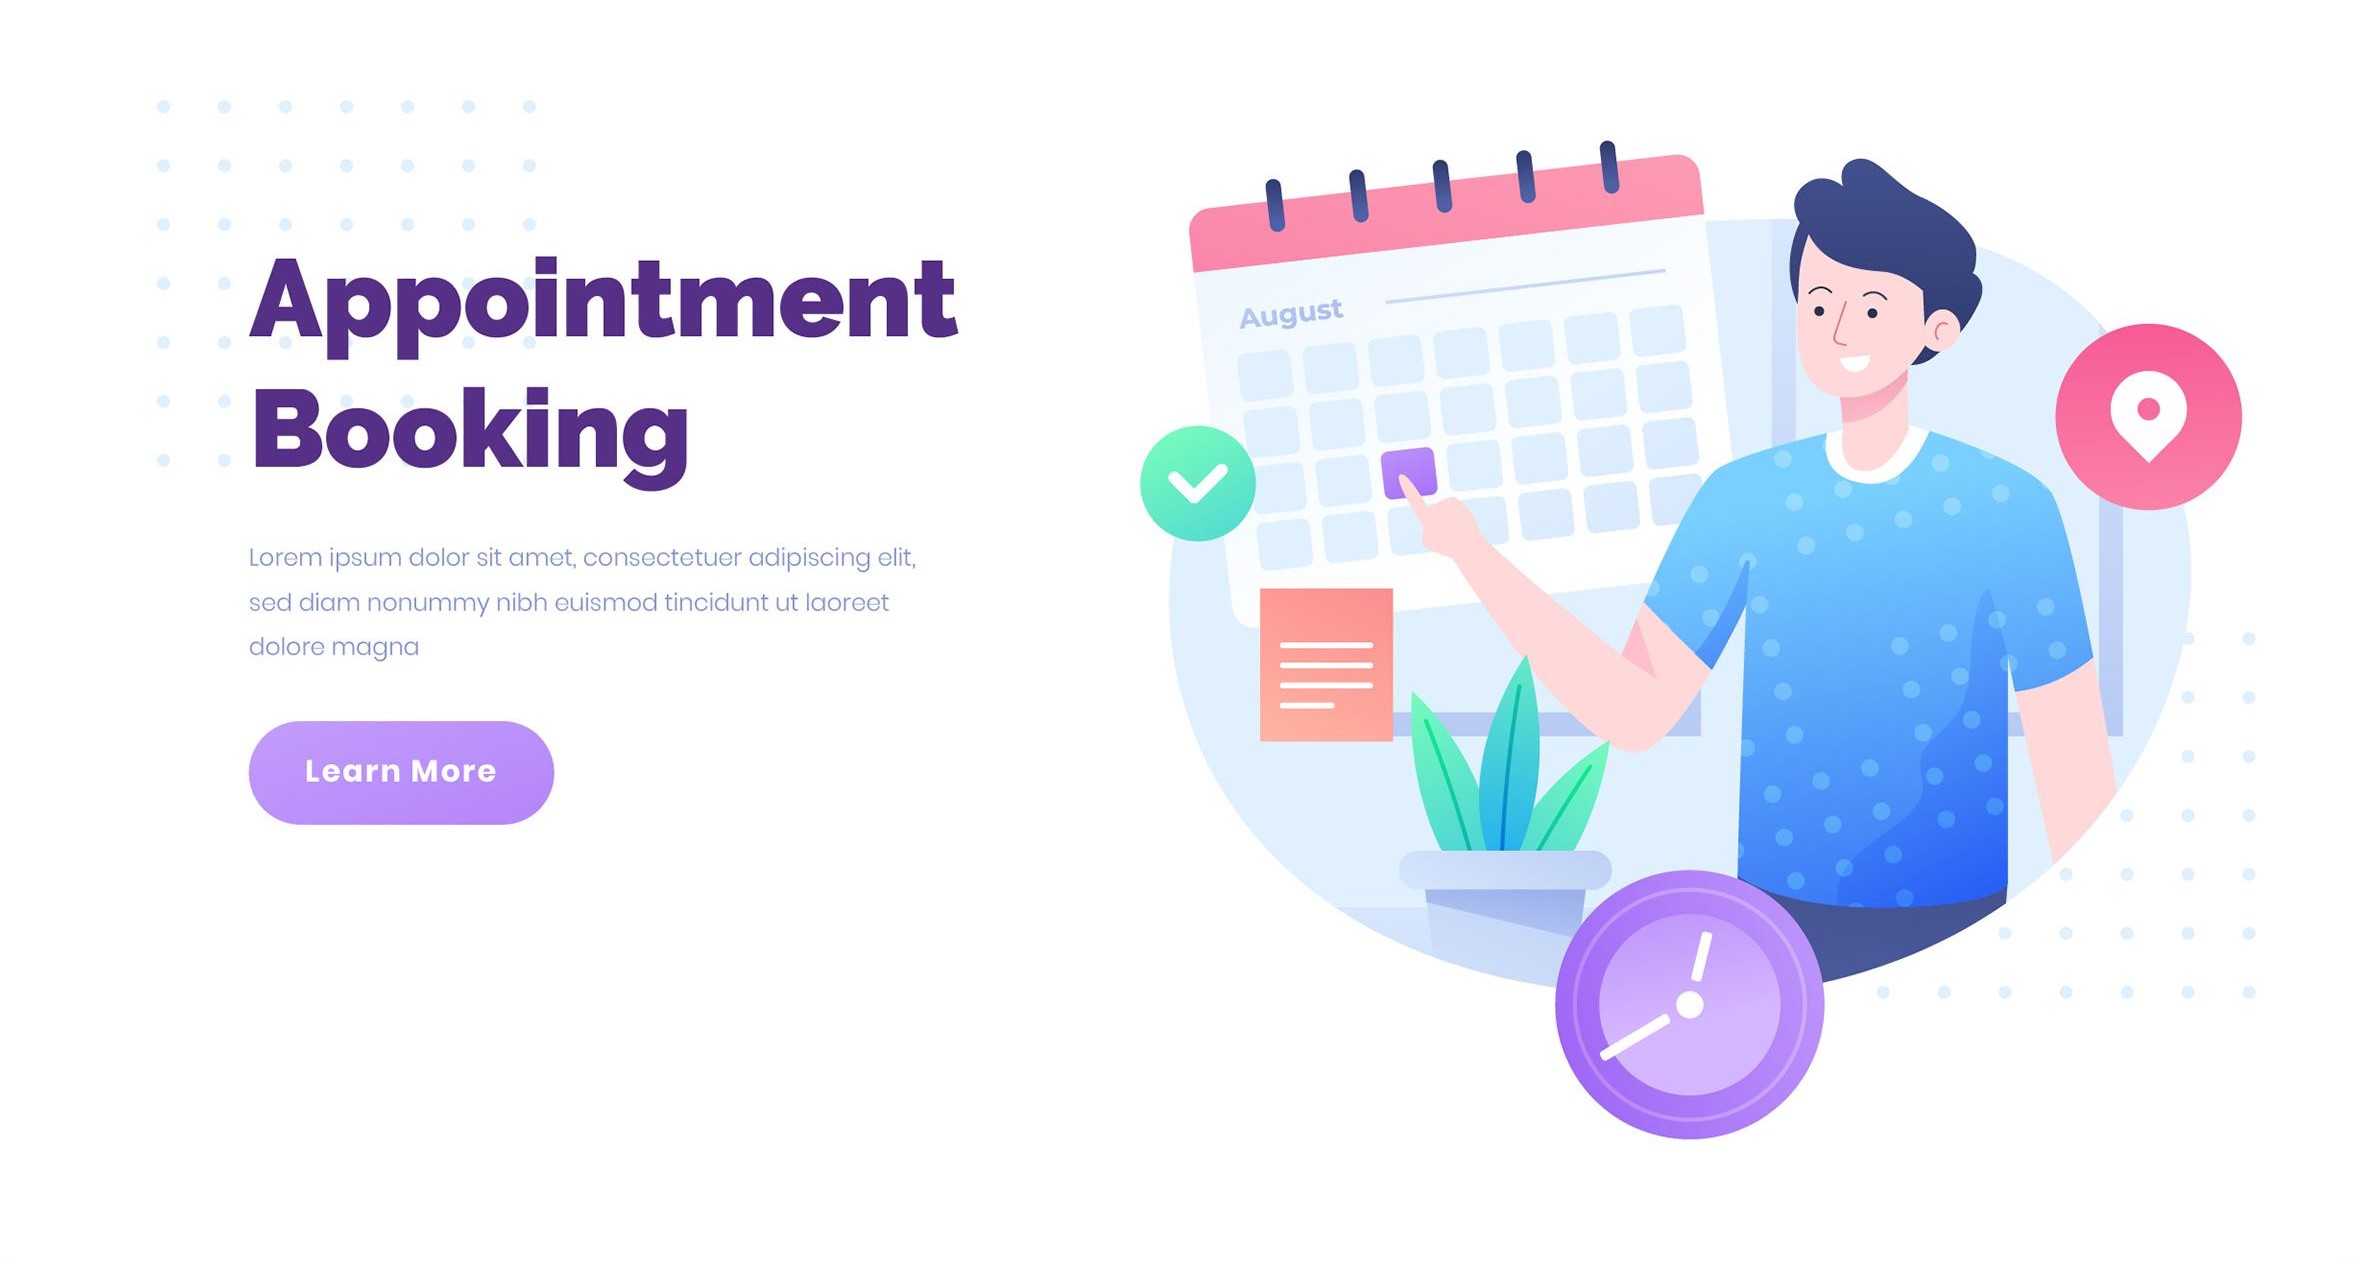 Appointment
Booking
Lorem ipsum dolor sit amet, consectetuer adipiscing elit,
sed diam nonummy nibh euismod tincidunt ut laoreet
dolore magna
Learn More
August